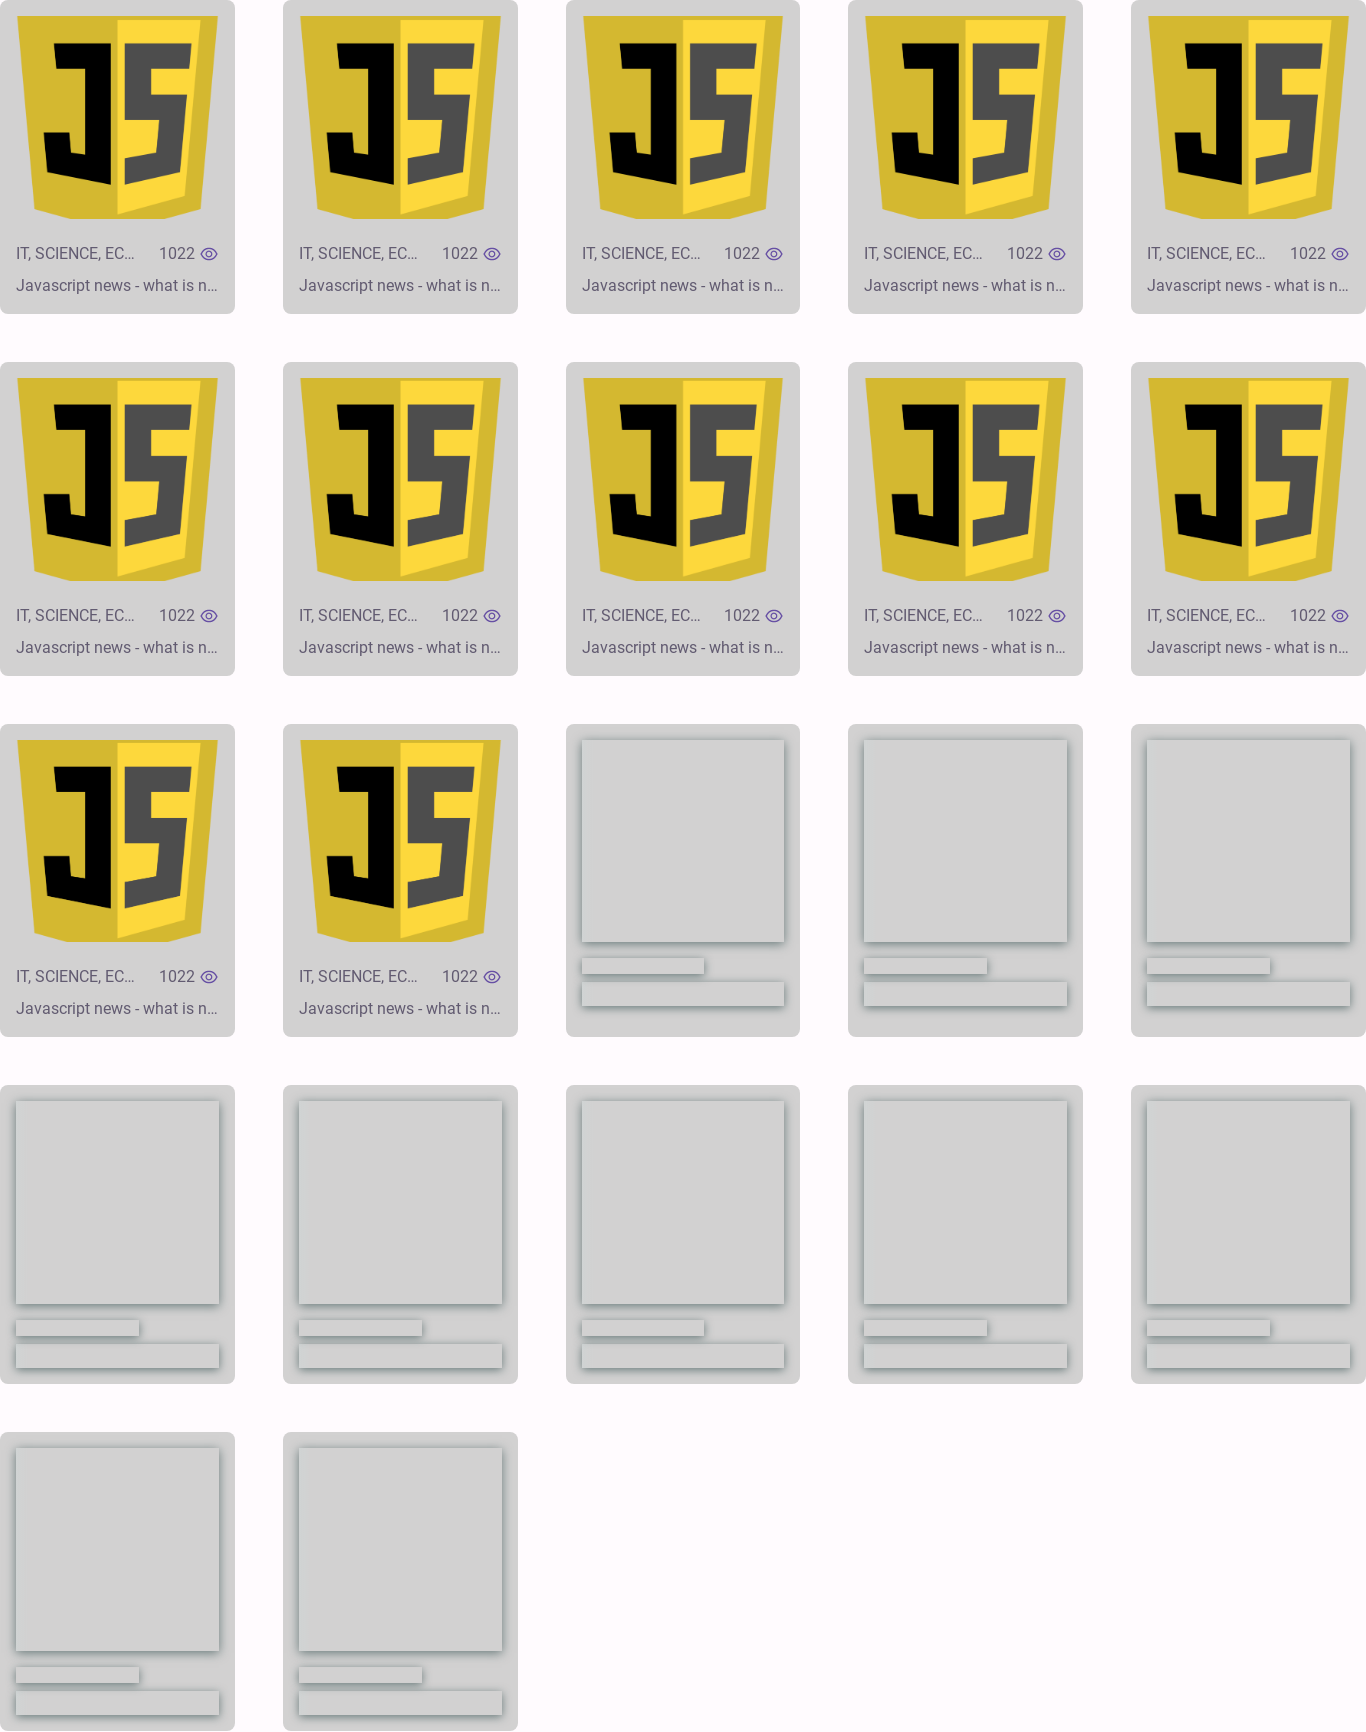 JS JS JS JS JS
IT, SCIENCE, EC... 1022 IT, SCIENCE, EC... 1022 IT, SCIENCE, EC... 1022 IT, SCIENCE, EC... 1022 IT, SCIENCE, EC... 1022
Javascript news - what is n... Javascript news - what is n... Javascript news - what is n... Javascript news - what is n... Javascript news - what is n...
JS JS JS JS JS
IT, SCIENCE, EC... 1022 IT, SCIENCE, EC... 1022 IT, SCIENCE, EC... 1022 IT, SCIENCE, EC... 1022 IT, SCIENCE, EC... 1022
Javascript news - what is n... Javascript news - what is n... Javascript news - what is n... Javascript news - what is n... Javascript news - what is n...
JS JS
IT, SCIENCE, EC... 1022 IT, SCIENCE, EC... 1022
Javascript news - what is n... Javascript news - what is n...